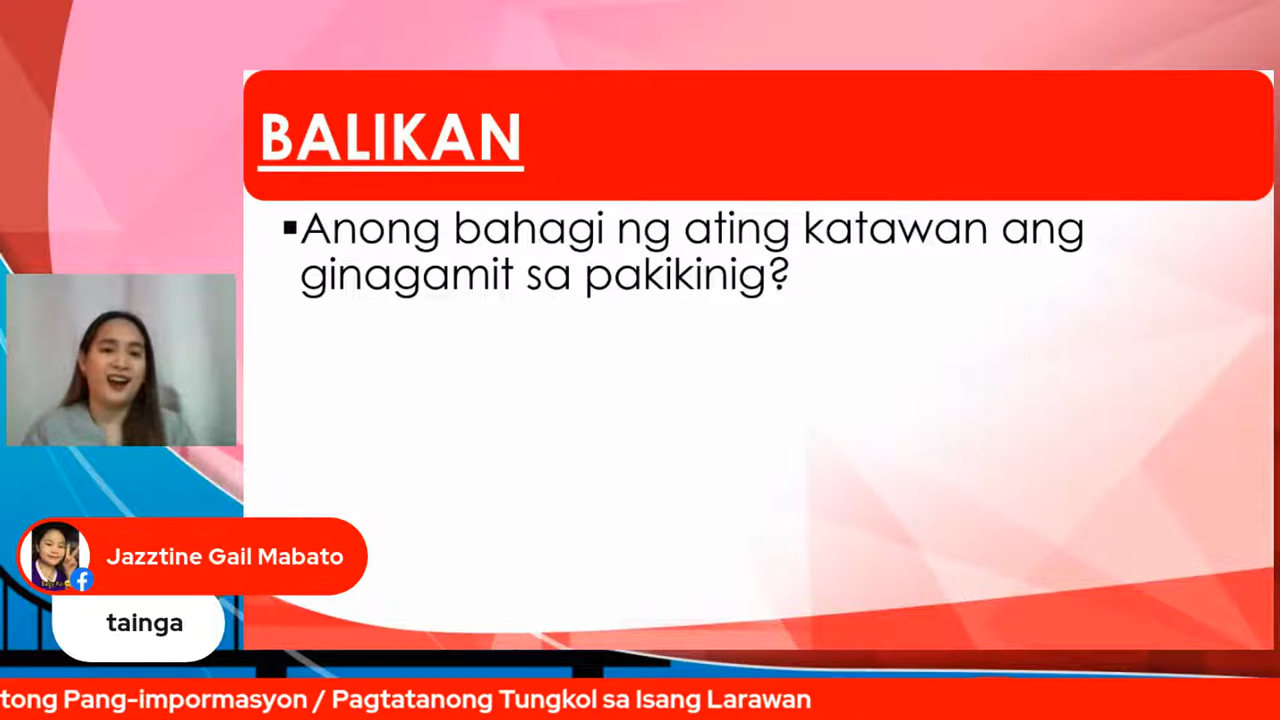 BALIKAN
▪Anong bahagi ng ating katawan ang
ginagamit sa pakikinig?
Jazztine Gail Mabato
tainga
tong Pang-impormasyon / Pagtatanong Tungkol sa Isang Larawan